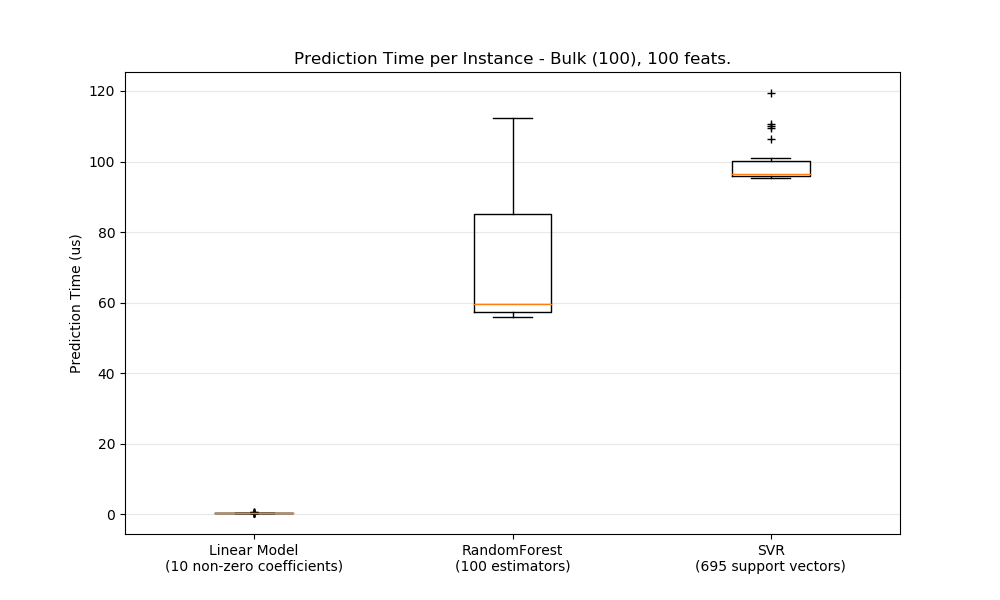 Prediction Time per Instance - Bulk (100), 100 feats.
Prediction Time (us)
120
100
80
60
40
20
0
Linear Model
(10 non-zero coefficients)
RandomForest
(100 estimators)
SVR
(695 support vectors)